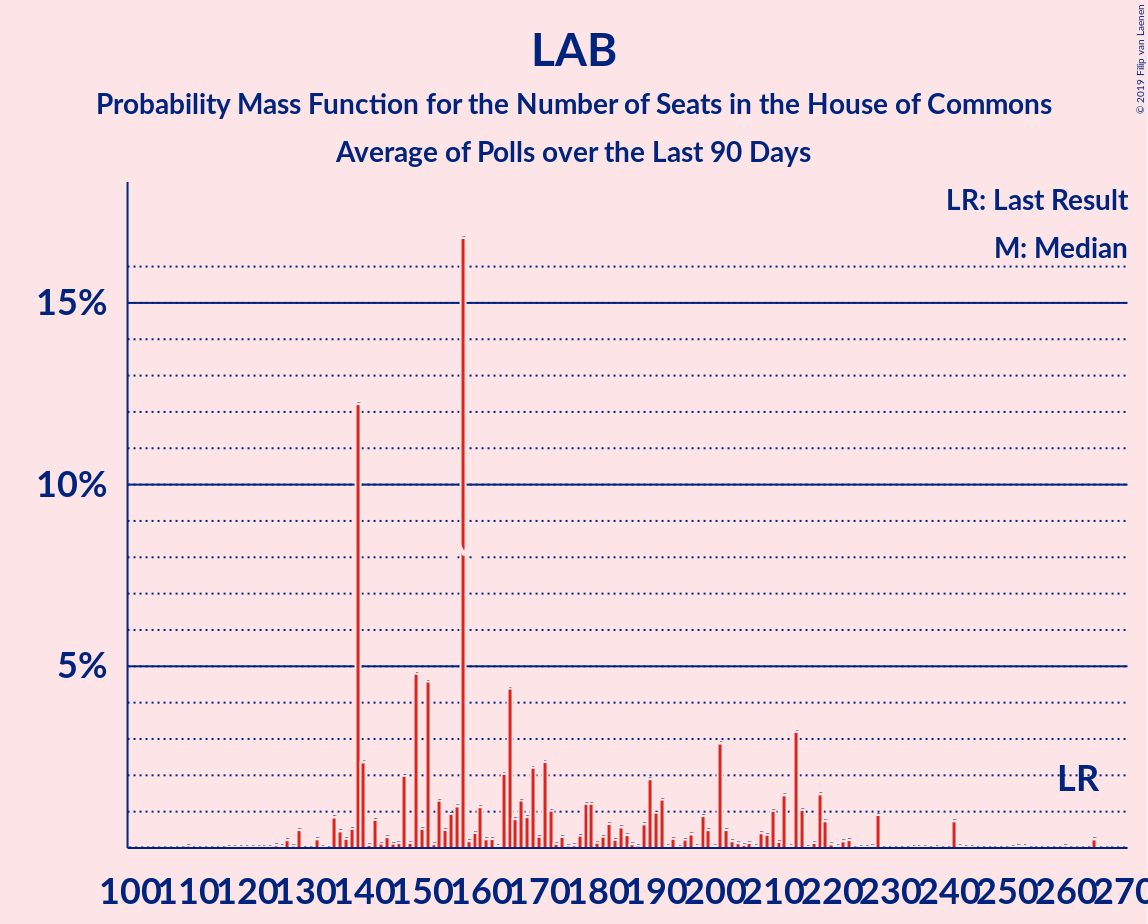 LAB
Probability Mass Function for the Number of Seats in the House of Commons
Average of Polls over the Last 90 Days
© 2019 Filip van Laenen
LR: Last Result
M: Median
15%
10%
5%
LR
100 110 120 130 140 150 160 170 180 190 200 210 220 230 240 250 260 270